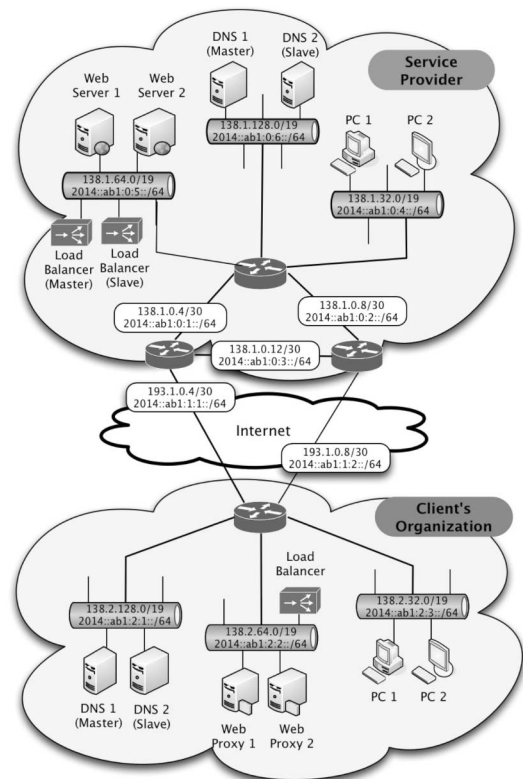 DNS 1
(Master)
DNS 2
(Slave)
Service
Provider
Web
Server 1
Web
Server 2
PC 1
PC 2
138.1.128.0/19
2014::ab1:0:6::/64
138.1.64.0/19
2014::ab1:0:5::/64
138.1.32.0/19
2014::ab1:0:4::/64
Load
Balancer
(Master)
Load
Balancer
(Slave)
138.1.0.4/30
2014::ab1:0:1::/64
138.1.0.8/30
2014::ab1:0:2::/64
138.1.0.12/30
2014::ab1:0:3::/64
193.1.0.4/30
2014::ab1:1:1::/64
Internet
193.1.0.8/30
2014::ab1:1:2::/64
Client's
Organization
Load
Balancer
138.2.128.0/19
2014::ab1:2:1::/64
138.2.64.0/19
2014::ab1:2:2::/64
138.2.32.0/19
2014::ab1:2:3::/64
DNS 1
(Master)
DNS 2
(Slave)
Web
Proxy 1
Web
Proxy 2
PC 1
PC 2